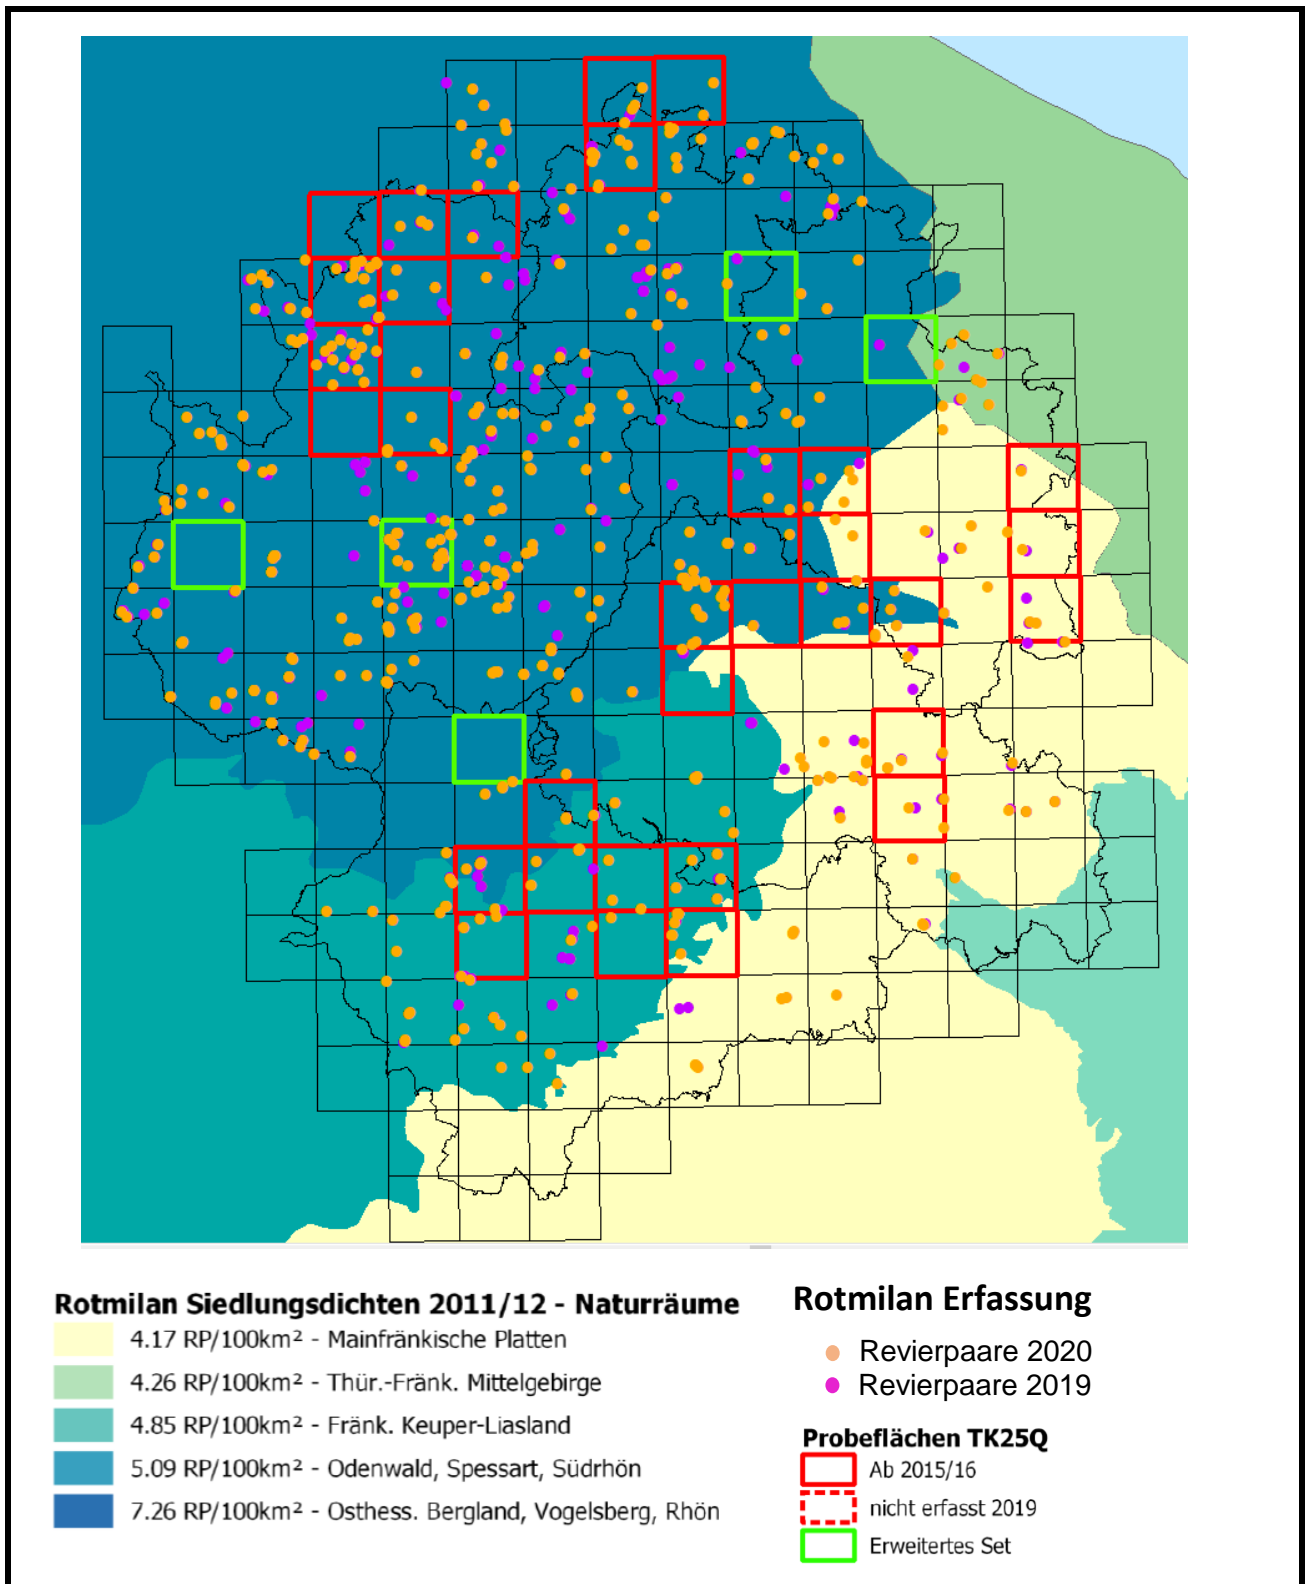 Rotmilan Siedlungsdichten 2011/12 - Naturräume
4.17 RP/100km² - Mainfränkische Platten
4.26 RP/100km² - Thür.-Fränk. Mittelgebirge
4.85 RP/100km² - Fränk. Keuper-Liasland
5.09 RP/100km² - Odenwald, Spessart, Südrhön
7.26 RP/100km² - Osthess. Bergland, Vogelsberg, Rhön
Rotmilan Erfassung
Revierpaare 2020
Revierpaare 2019
Probeflächen TK25Q
Ab 2015/16
nicht erfasst 2019
Erweitertes Set